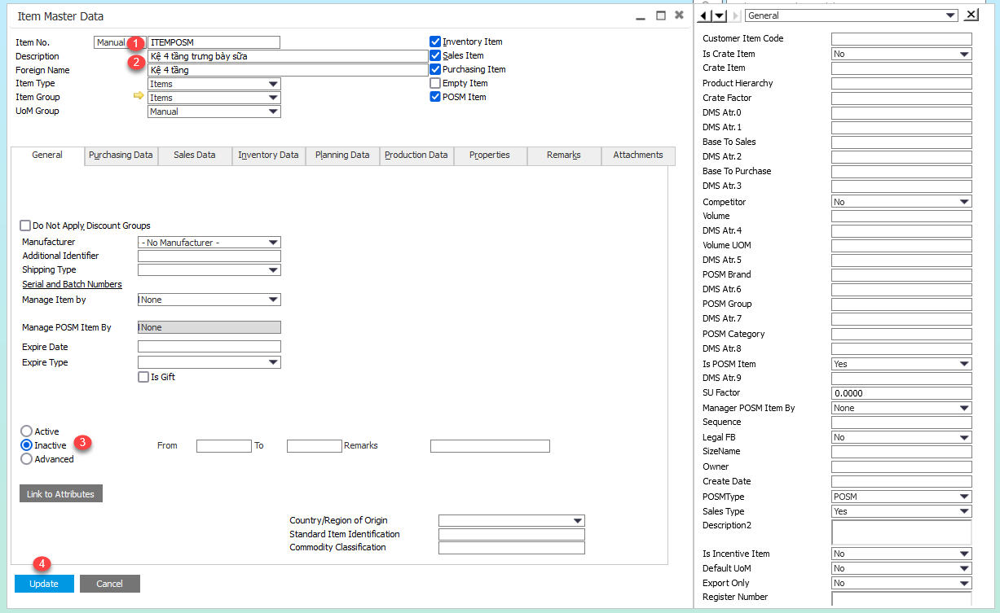 Item Master Data
Item No. Manual 1 ITEMPOSM
Description 2 Kệ 4 tầng trưng bày sữa
Foreign Name Kệ 4 tầng
Item Type Items
Item Group Items
UoM Group Manual
Inventory Item
Sales Item
Purchasing Item
Empty Item
POSM Item
General Purchasing Data Sales Data Inventory Data Planning Data Production Data Properties Remarks Attachments
Do Not Apply Discount Groups
Manufacturer - No Manufacturer -
Additional Identifier
Shipping Type
Serial and Batch Numbers
Manage Item by None
Manage POSM Item By None
Expire Date
Expire Type
Is Gift
Active
Inactive 3 From To Remarks
Advanced
Link to Attributes
Country/Region of Origin
Standard Item Identification
Commodity Classification
4
Update Cancel
General
Customer Item Code
Is Crate Item No
Crate Item
Product Hierarchy
Crate Factor
DMS Atr.0
DMS Atr.1
Base To Sales
DMS Atr.2
Base To Purchase
DMS Atr.3
Competitor No
Volume
DMS Atr.4
Volume UOM
DMS Atr.5
POSM Brand
DMS Atr.6
POSM Group
DMS Atr.7
POSM Category
DMS Atr.8
Is POSM Item Yes
DMS Atr.9
SU Factor 0.0000
Manager POSM Item By None
Sequence
Legal FB No
SizeName
Owner
Create Date
POSMType POSM
Sales Type Yes
Description2
Is Incentive Item No
Default UoM No
Export Only No
Register Number